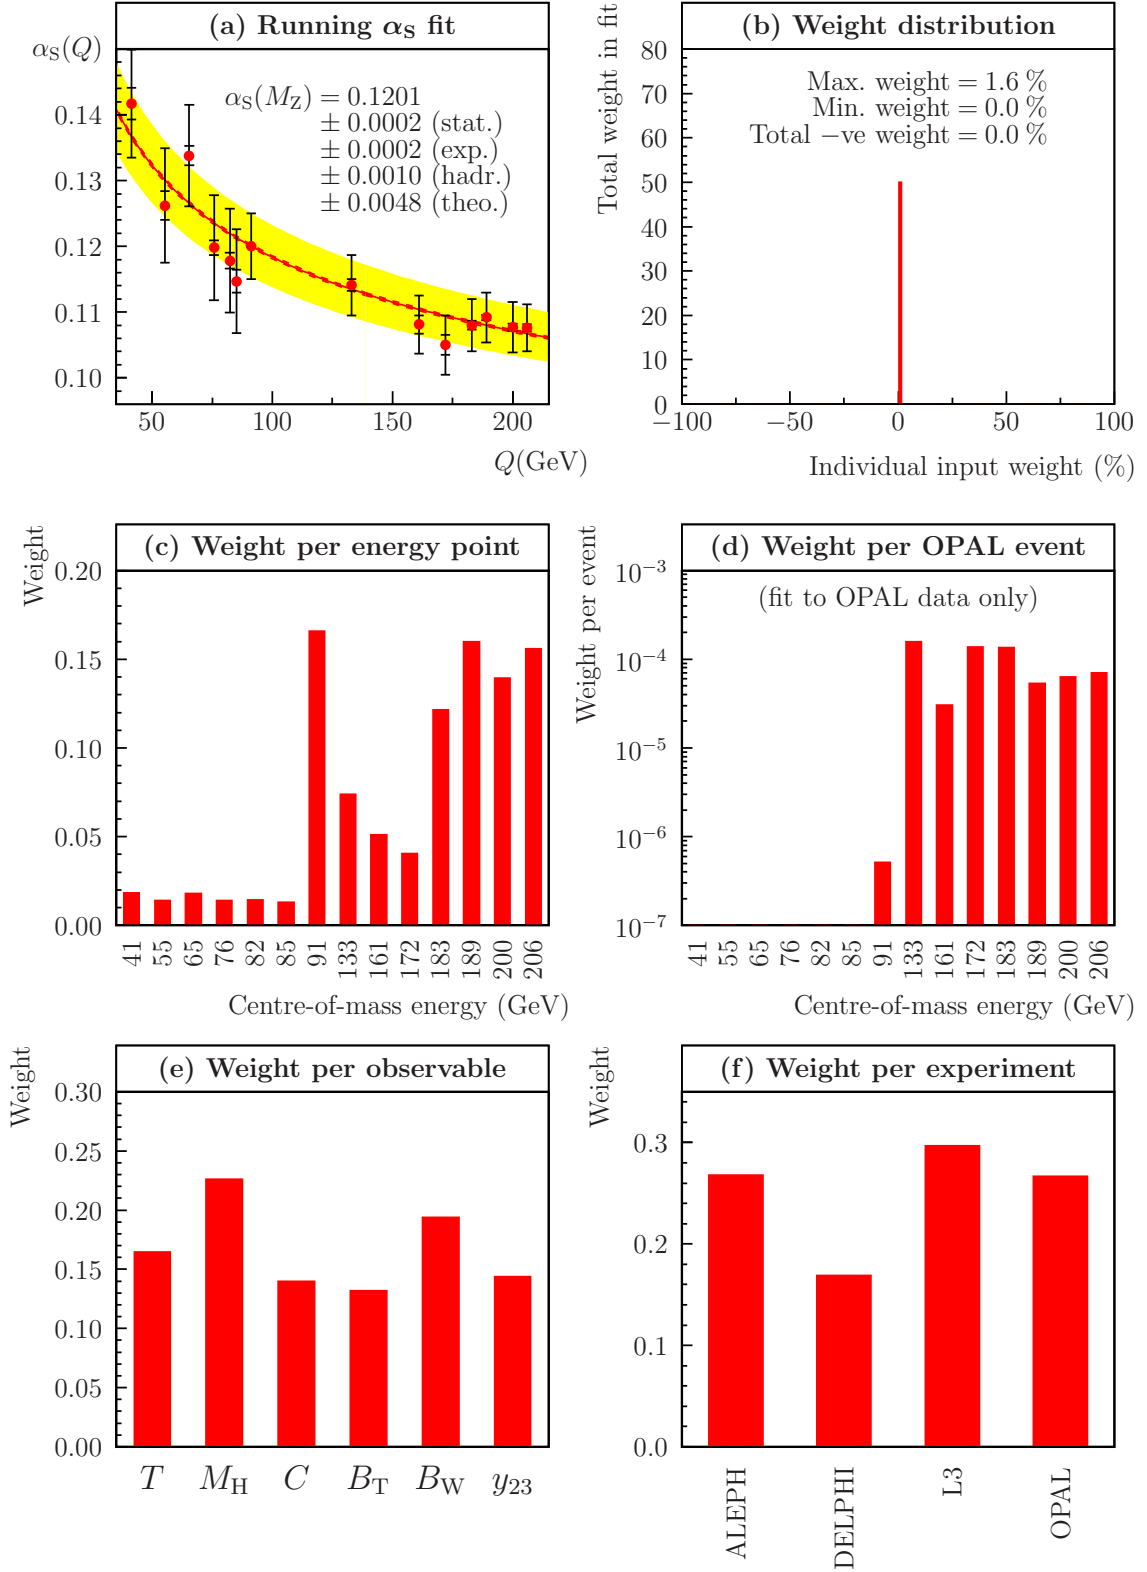 (a) Running αS fit
αS(Q)
αS(MZ) = 0.1201
± 0.0002 (stat.)
± 0.0002 (exp.)
± 0.0010 (hadr.)
± 0.0048 (theo.)
0.14
0.13
0.12
0.11
0.10
50 100 150 200
Q(GeV)
(b) Weight distribution
Total weight in fit
Max. weight = 1.6 %
Min. weight = 0.0 %
Total −ve weight = 0.0 %
80
70
60
50
40
30
20
10
0
−100 −50 0 50 100
Individual input weight (%)
(c) Weight per energy point
Weight
0.20
0.15
0.10
0.05
0.00
41 55 65 76 82 85 91 133 161 172 183 189 200 206
Centre-of-mass energy (GeV)
(d) Weight per OPAL event
Weight per event
(fit to OPAL data only)
10−3
10−4
10−5
10−6
10−7
41 55 65 76 82 85 91 133 161 172 183 189 200 206
Centre-of-mass energy (GeV)
(e) Weight per observable
Weight
0.30
0.25
0.20
0.15
0.10
0.05
0.00
T MH C BT BW y23
(f) Weight per experiment
Weight
0.3
0.2
0.1
0.0
ALEPH DELPHI L3 OPAL